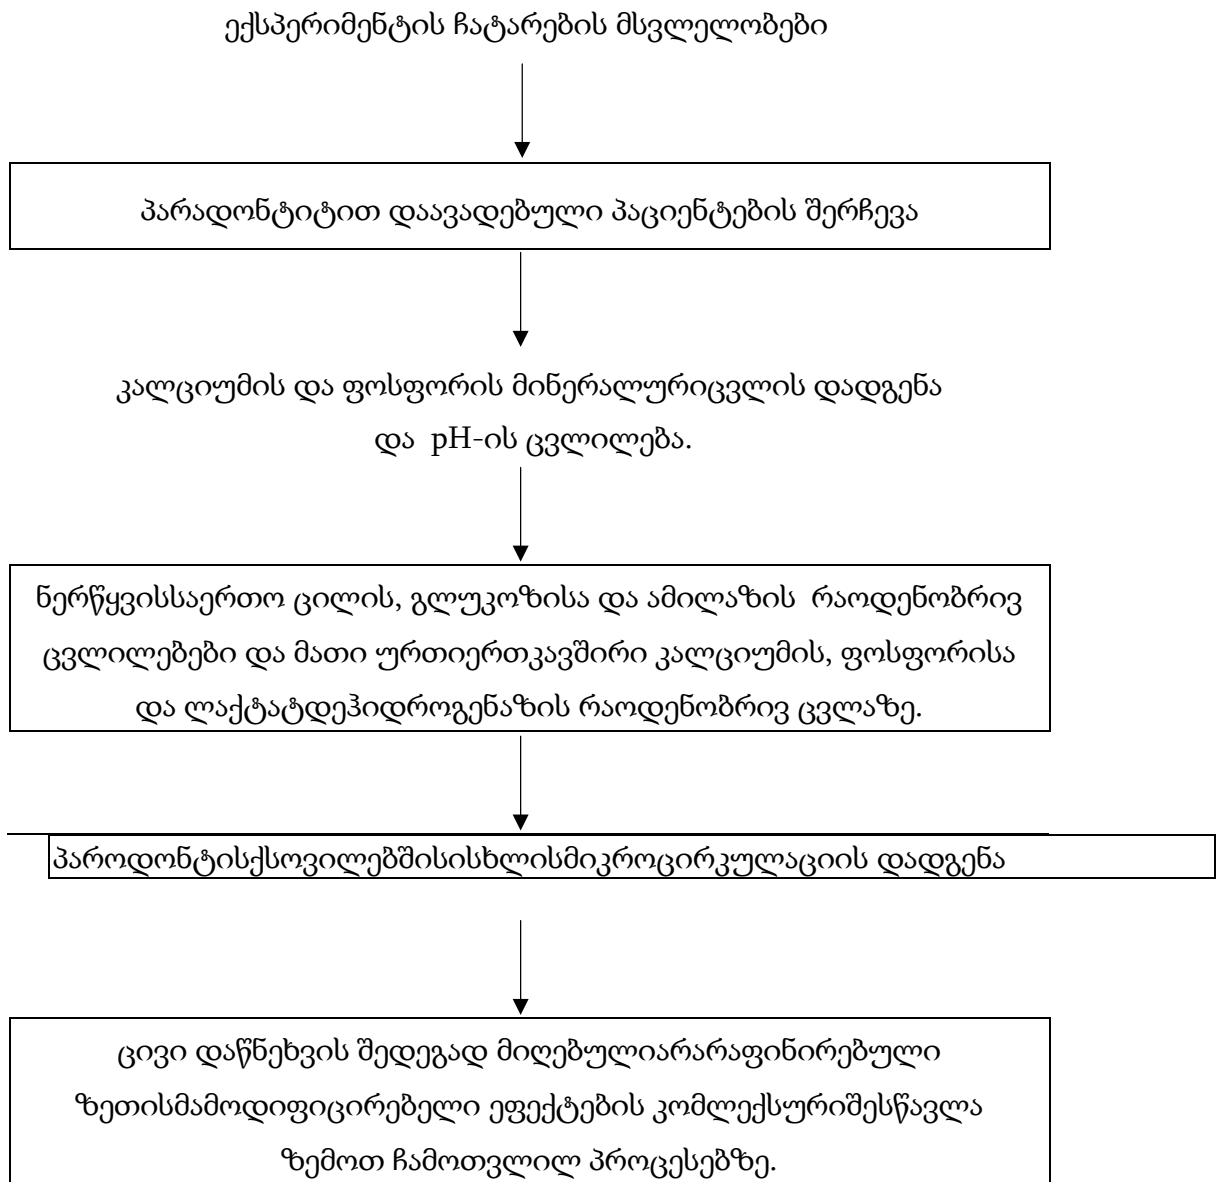 ექსპერიმენტის ჩატარების მსვლელობები
პარადონტიტით დაავადებული პაციენტების შერჩევა
კალციუმის და ფოსფორის მინერალურიცვლის დადგენა
და pH-ის ცვლილება.
ნერწყვისსაერთო ცილის, გლუკოზისა და ამილაზის რაოდენობრივ
ცვლილებები და მათი ურთიერთკავშირი კალციუმის, ფოსფორისა
და ლაქტატდეჰიდროგენაზის რაოდენობრივ ცვლაზე.
პაროდონტისქსოვილებშისისხლისმიკროცირკულაციის დადგენა
ცივი დაწნეხვის შედეგად მიღებულიარარაფინირებული
ზეთისმამოდიფიცირებელი ეფექტების კომლექსურიშესწავლა
ზემოთ ჩამოთვლილ პროცესებზე.